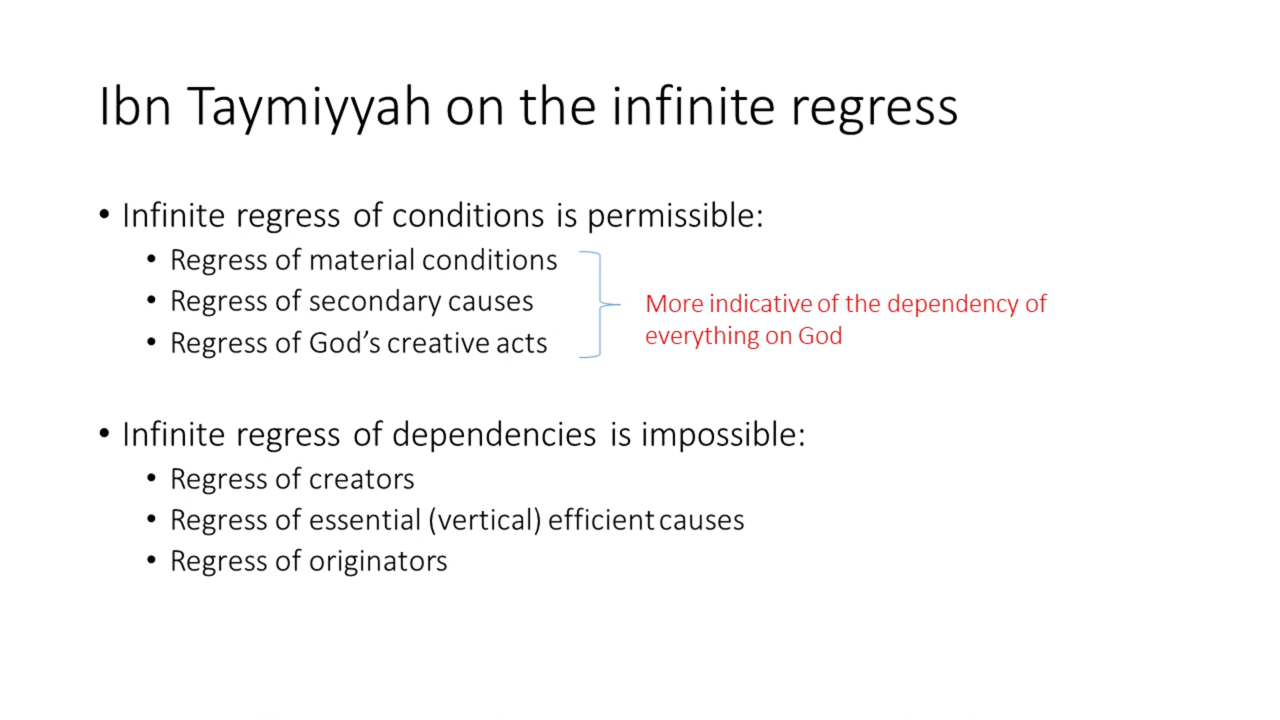 Ibn Taymiyyah on the infinite regress
• Infinite regress of conditions is permissible:
• Regress of material conditions
• Regress of secondary causes
• Regress of God’s creative acts
More indicative of the dependency of
everything on God
• Infinite regress of dependencies is impossible:
• Regress of creators
• Regress of essential (vertical) efficient causes
• Regress of originators